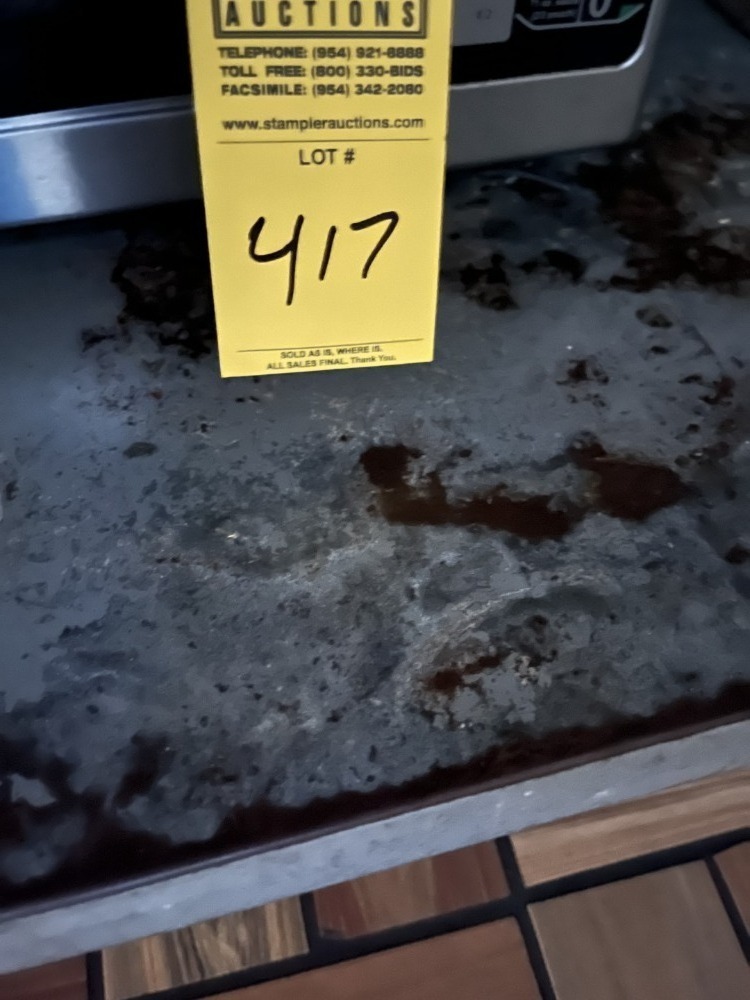 AUCTIONS
TELEPHONE: (954) 921-8888
TOLL FREE: (800) 330-BIDS
FACSIMILE: (954) 342-2080
www.stamplerauctions.com
LOT #
417
SOLD AS IS, WHERE IS.
ALL SALES FINAL. Thank You.